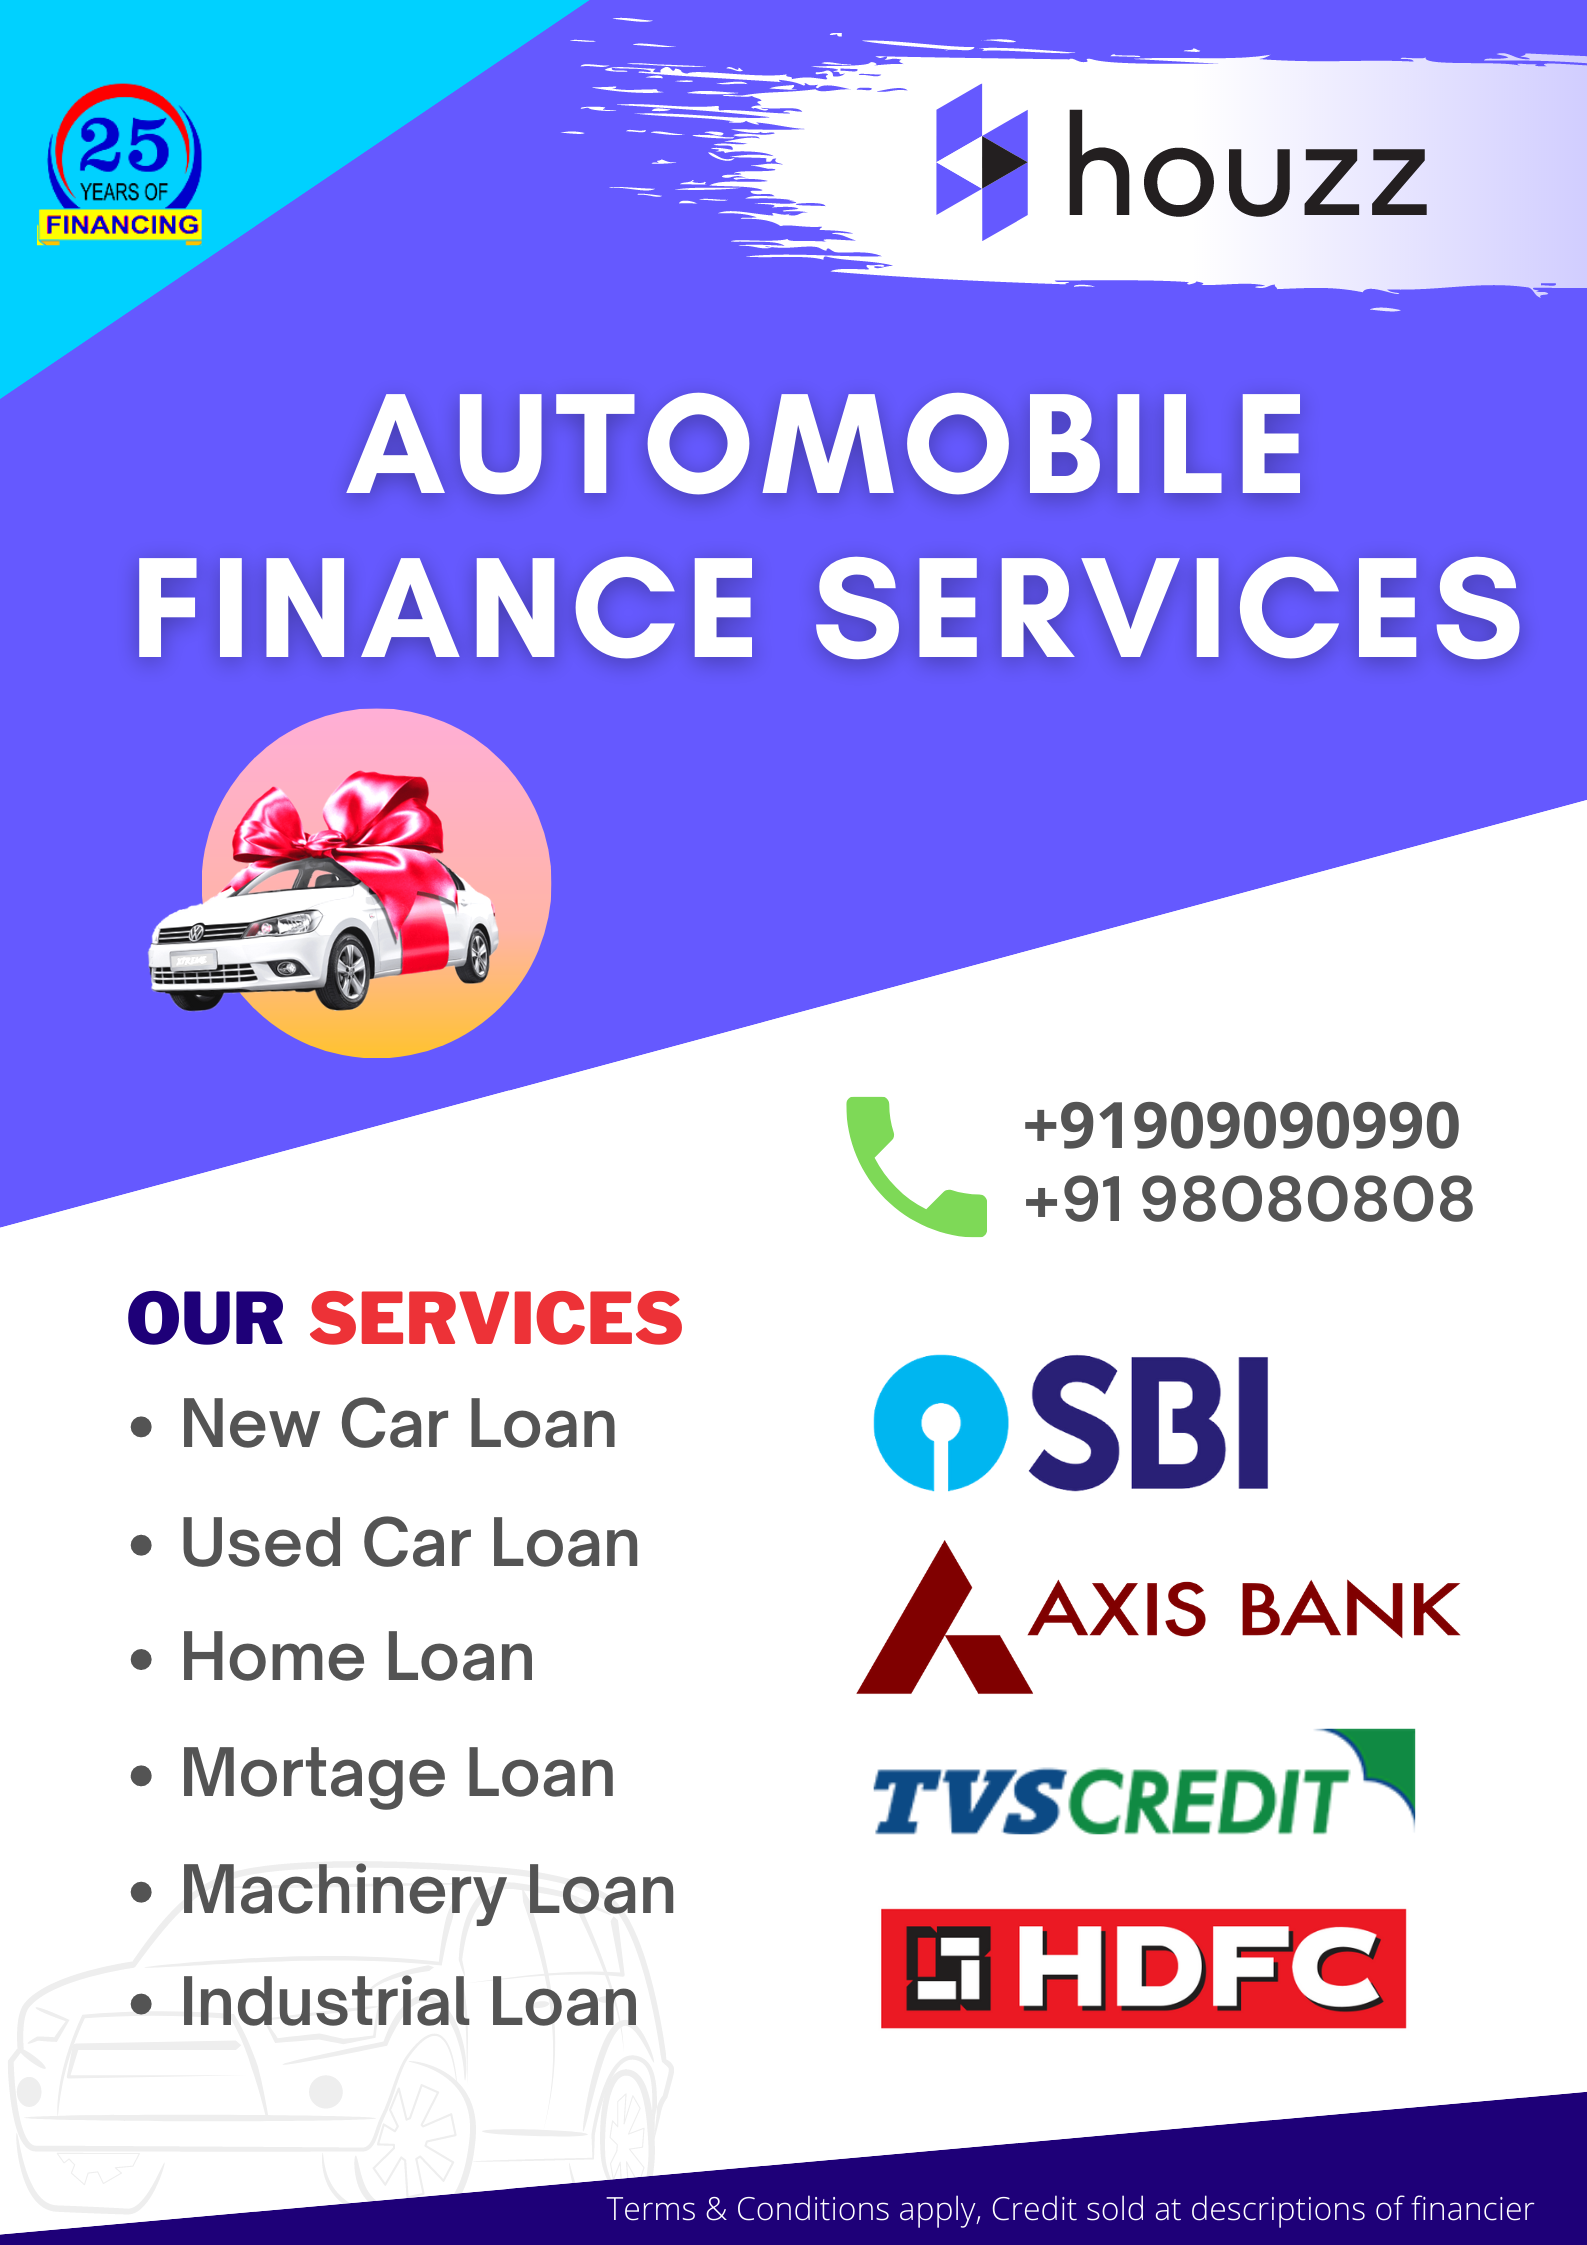 25
YEARS OF
FINANCING
houzz
AUTOMOBILE
FINANCE SERVICES
+91909090990
+91 98080808
OUR SERVICES
• New Car Loan
• Used Car Loan
• Home Loan
• Mortage Loan
• Machinery Loan
• Industrial Loan
SBI
AXIS BANK
TVS CREDIT
HDFC
Terms & Conditions apply, Credit sold at descriptions of financier